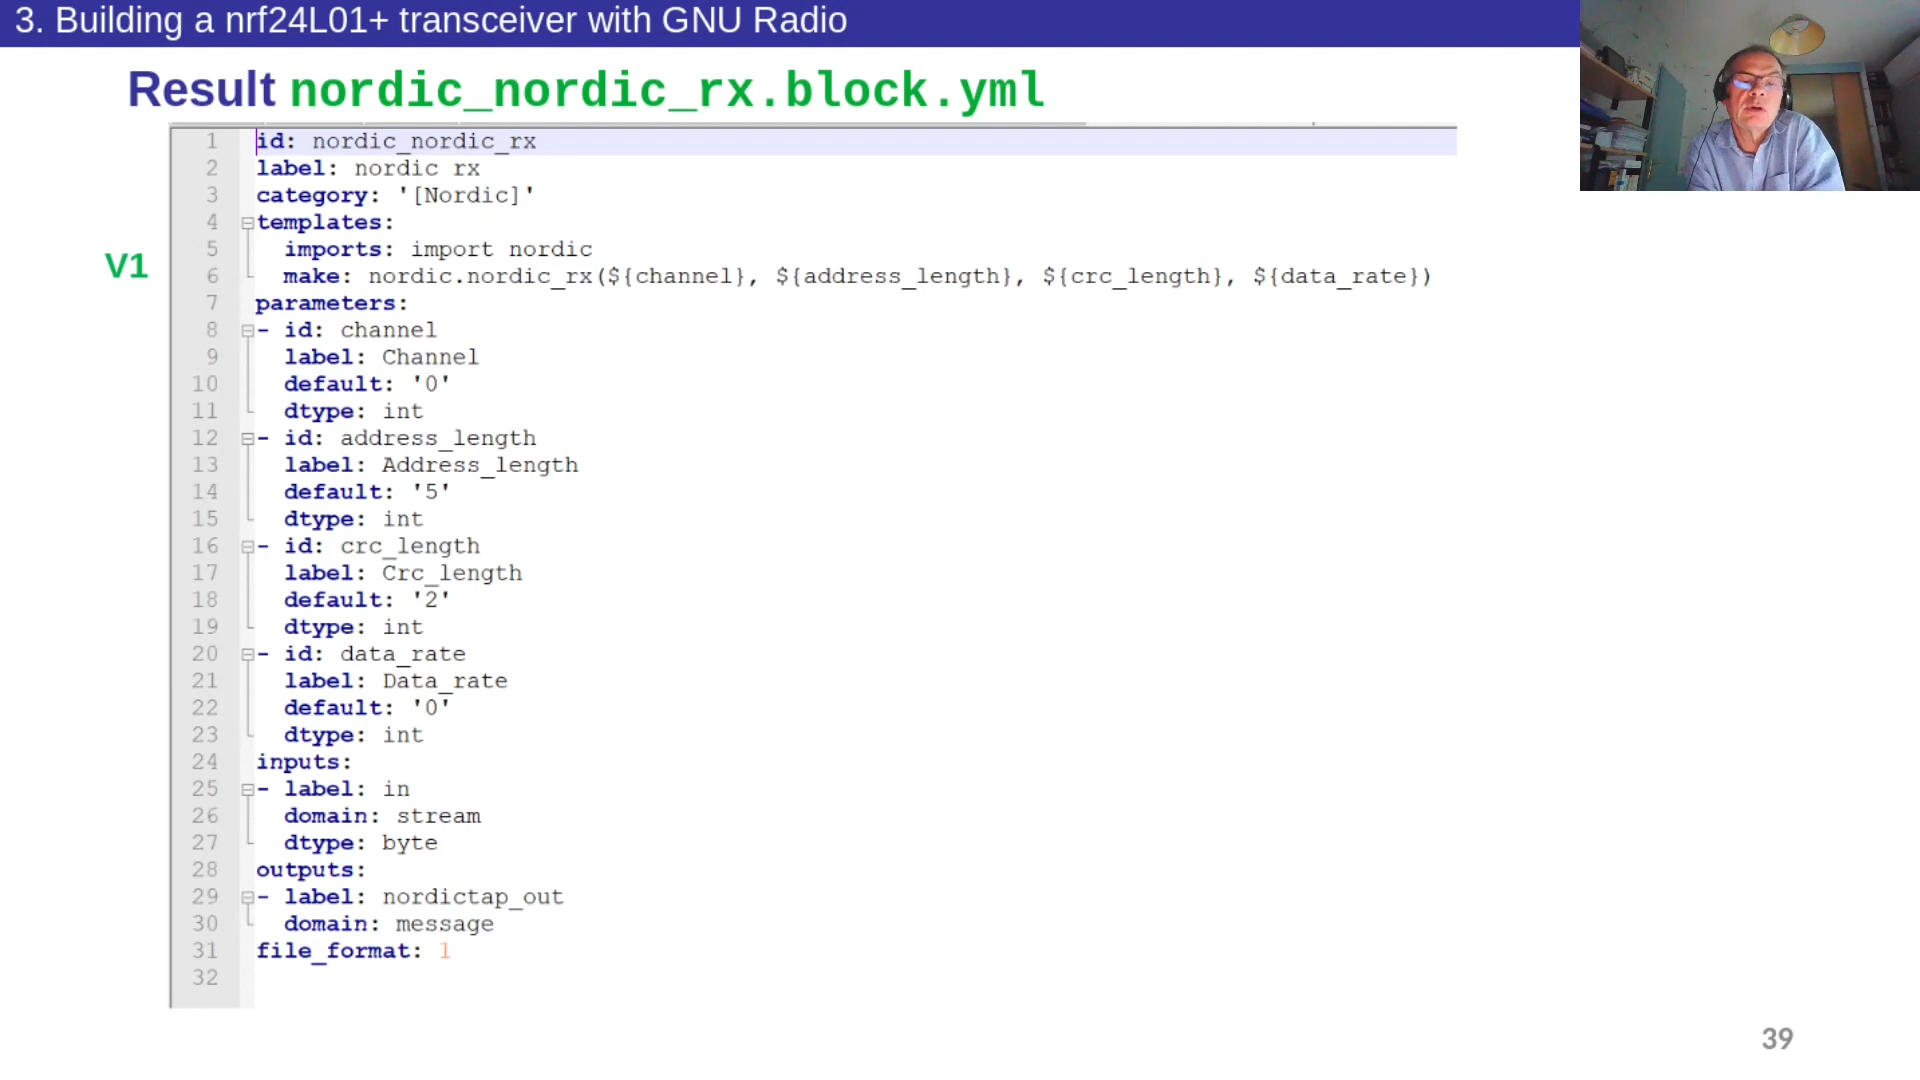 3. Building a nrf24L01+ transceiver with GNU Radio
Result nordic_nordic_rx.block.yml
V1
1 id: nordic_nordic_rx
2 label: nordic rx
3 category: '[Nordic]'
4 templates:
5 imports: import nordic
6 make: nordic.nordic_rx(${channel}, ${address_length}, ${crc_length}, ${data_rate})
7 parameters:
8 - id: channel
9 label: Channel
10 default: '0'
11 dtype: int
12 - id: address_length
13 label: Address_length
14 default: '5'
15 dtype: int
16 - id: crc_length
17 label: Crc_length
18 default: '2'
19 dtype: int
20 - id: data_rate
21 label: Data_rate
22 default: '0'
23 dtype: int
24 inputs:
25 - label: in
26 domain: stream
27 dtype: byte
28 outputs:
29 - label: nordictap_out
30 domain: message
31 file_format: 1
32
39